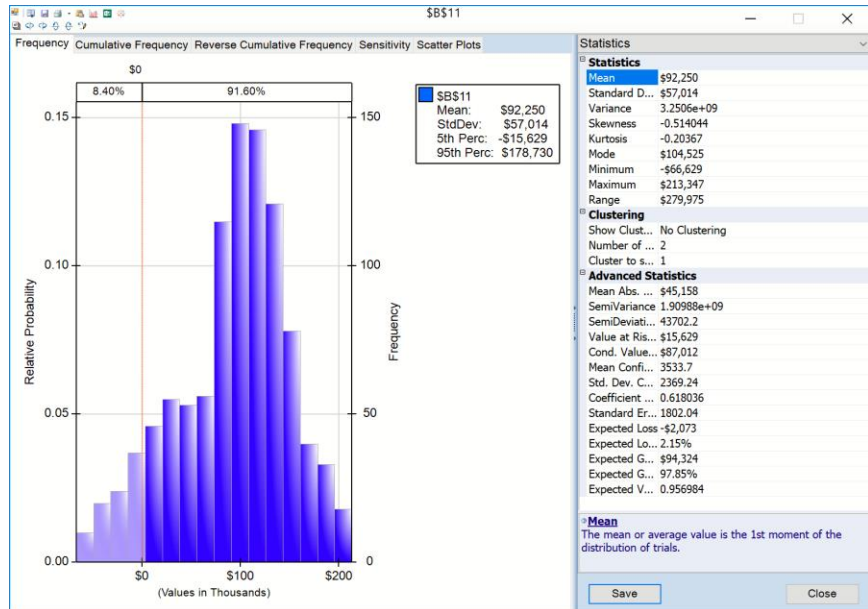 $B$11
Frequency Cumulative Frequency Reverse Cumulative Frequency Sensitivity Scatter Plots
$0
8.40% 91.60%
$B$11
Mean: $92,250
StdDev: $57,014
5th Perc: -$15,629
95th Perc: $178,730
0.15
0.10
0.05
0.00
Relative Probability
150
100
50
0
Frequency
$0 $100 $200
(Values in Thousands)
Statistics
Statistics
Mean $92,250
Standard D... $57,014
Variance 3.2506e+09
Skewness -0.514044
Kurtosis -0.20367
Mode $104,525
Minimum -$66,629
Maximum $213,347
Range $279,975
Clustering
Show Clust... No Clustering
Number of ... 2
Cluster to s... 1
Advanced Statistics
Mean Abs. ... $45,158
SemiVariance 1.90988e+09
SemiDeviati... 43702.2
Value at Ris... $15,629
Cond. Value... $87,012
Mean Confi... 3533.7
Std. Dev. C... 2369.24
Coefficient ... 0.618036
Standard Er... 1802.04
Expected Loss -$2,073
Expected Lo... 2.15%
Expected G... $94,324
Expected G... 97.85%
Expected V... 0.956984
Mean
The mean or average value is the 1st moment of the
distribution of trials.
Save Close